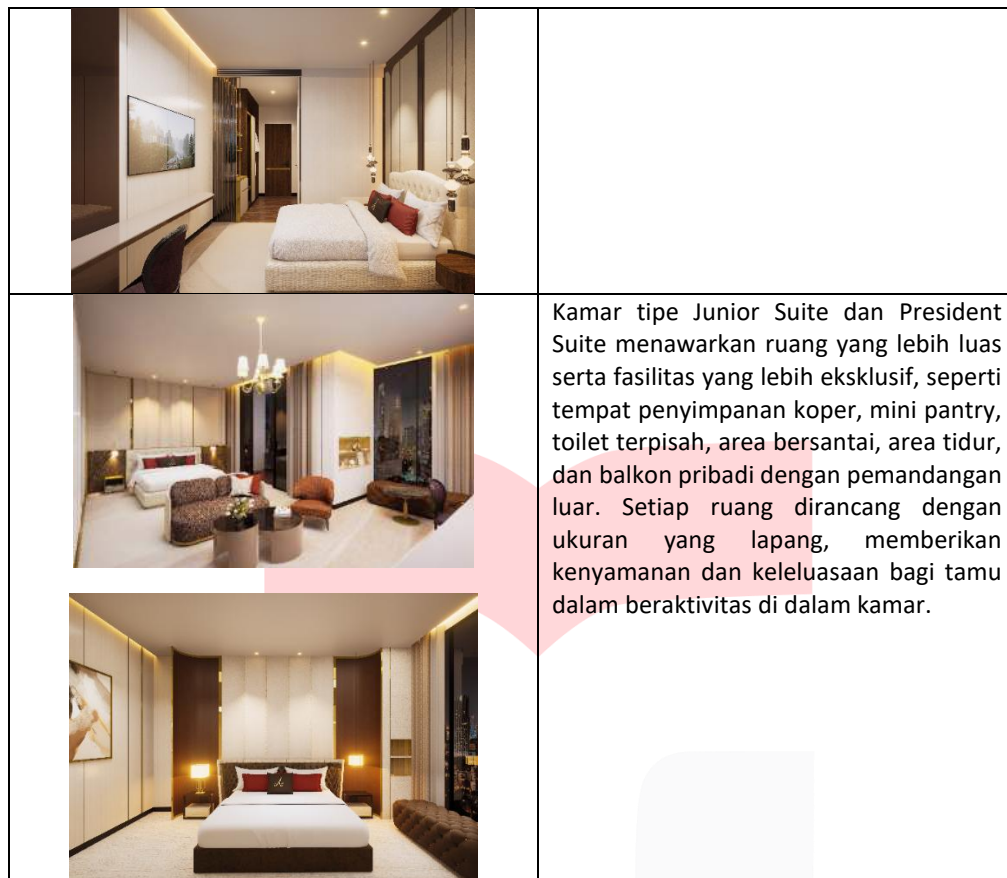 Kamar tipe Junior Suite dan President
Suite menawarkan ruang yang lebih luas
serta fasilitas yang lebih eksklusif, seperti
tempat penyimpanan koper, mini pantry,
toilet terpisah, area bersantai, area tidur,
dan balkon pribadi dengan pemandangan
luar. Setiap ruang dirancang dengan
ukuran yang lapang, memberikan
kenyamanan dan keleluasaan bagi tamu
dalam beraktivitas di dalam kamar.